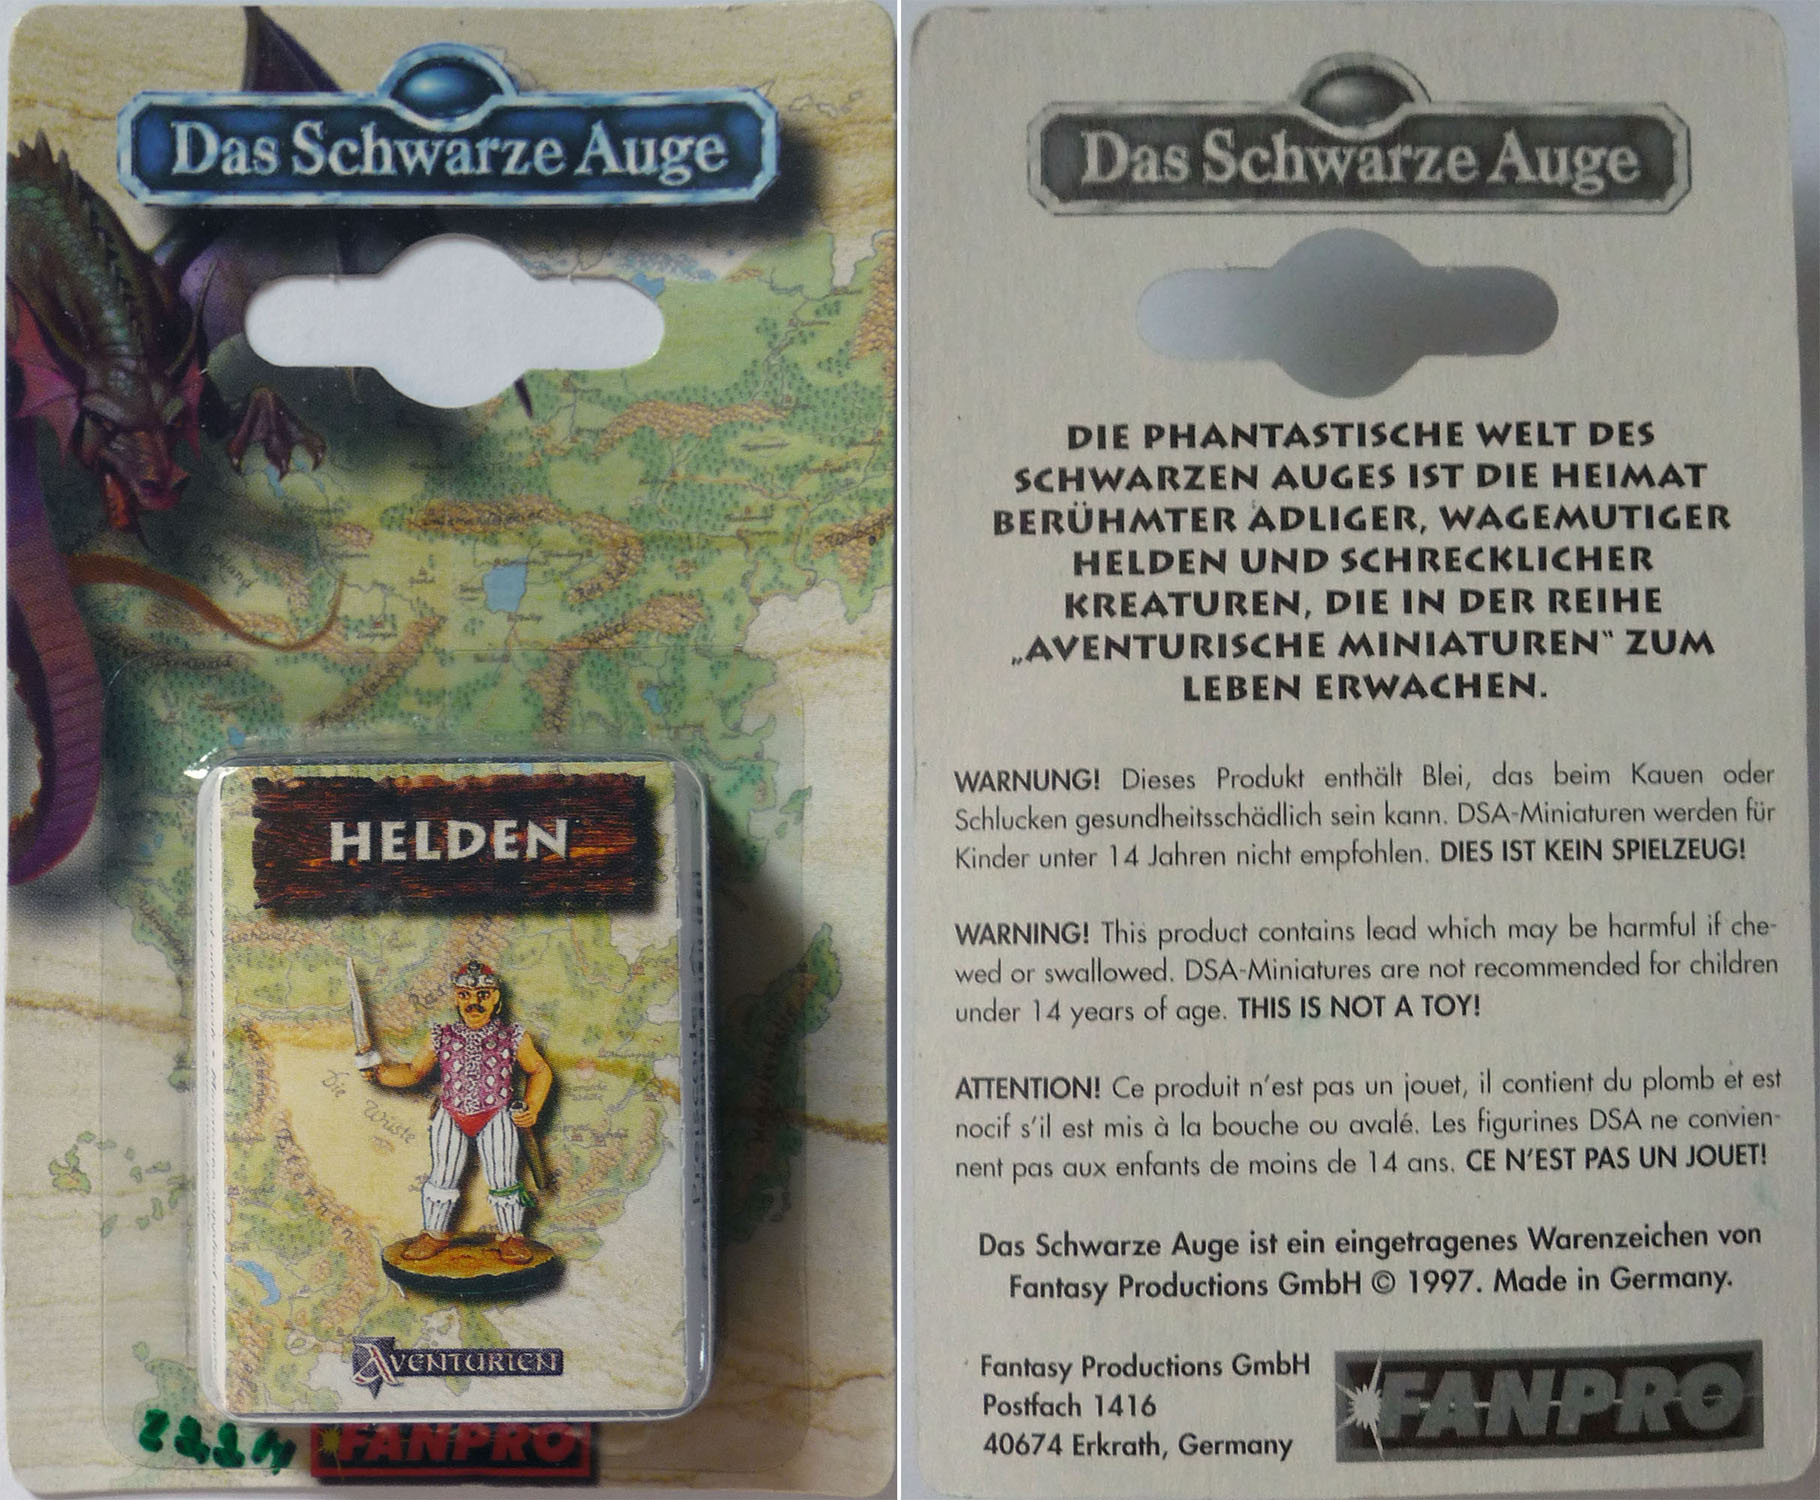 Das Schwarze Auge
HELDEN
Die
Wüste
AVENTURIEN
FANPRO
Das Schwarze Auge
DIE PHANTASTISCHE WELT DES
SCHWARZEN AUGES IST DIE HEIMAT
BERÜHMTER ADLIGER, WAGEMUTIGER
HELDEN UND SCHRECKLICHER
KREATUREN, DIE IN DER REIHE
„AVENTURISCHE MINIATUREN“ ZUM
LEBEN ERWACHEN.
WARNUNG! Dieses Produkt enthält Blei, das beim Kauen oder
Schlucken gesundheitsschädlich sein kann. DSA-Miniaturen werden für
Kinder unter 14 Jahren nicht empfohlen. DIES IST KEIN SPIELZEUG!
WARNING! This product contains lead which may be harmful if che-
wed or swallowed. DSA-Miniatures are not recommended for children
under 14 years of age. THIS IS NOT A TOY!
ATTENTION! Ce produit n'est pas un jouet, il contient du plomb et est
nocif s'il est mis à la bouche ou avalé. Les figurines DSA ne convien-
nent pas aux enfants de moins de 14 ans. CE N'EST PAS UN JOUET!
Das Schwarze Auge ist ein eingetragenes Warenzeichen von
Fantasy Productions GmbH © 1997. Made in Germany.
Fantasy Productions GmbH
Postfach 1416
40674 Erkrath, Germany
FANPRO